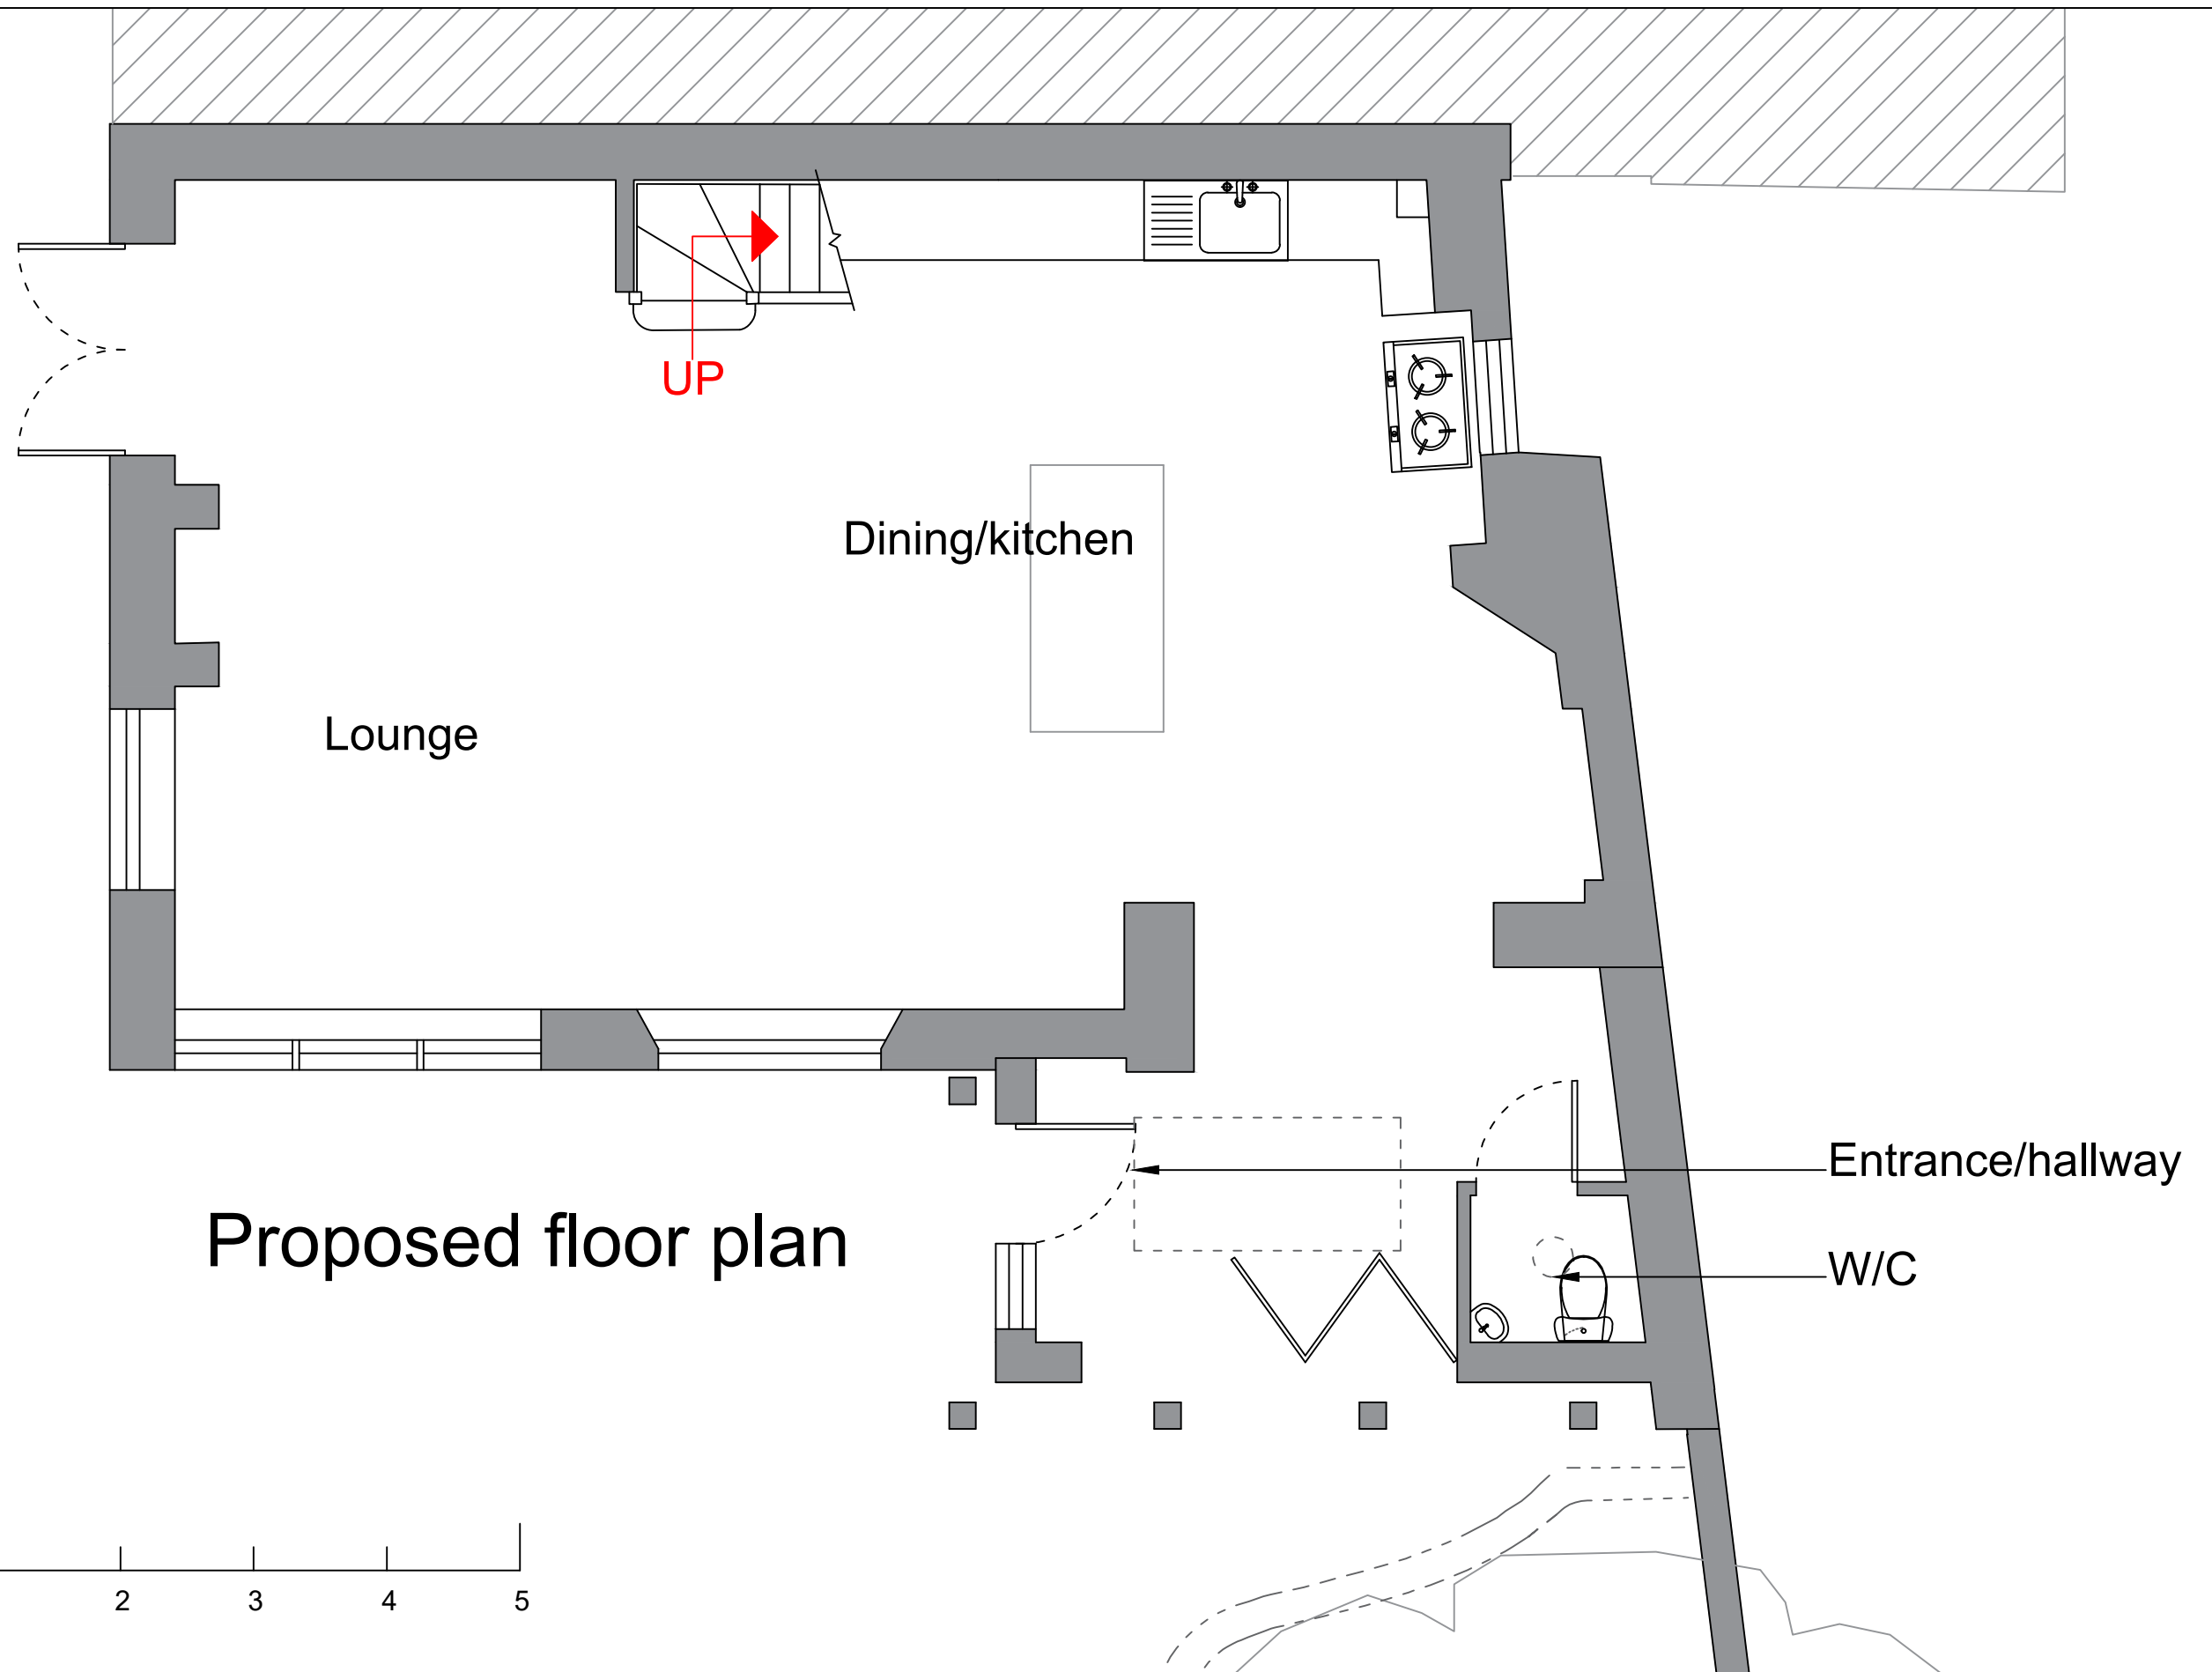 UP
Dining/kitchen
Lounge
Entrance/hallway
Proposed floor plan
W/C
2 3 4 5